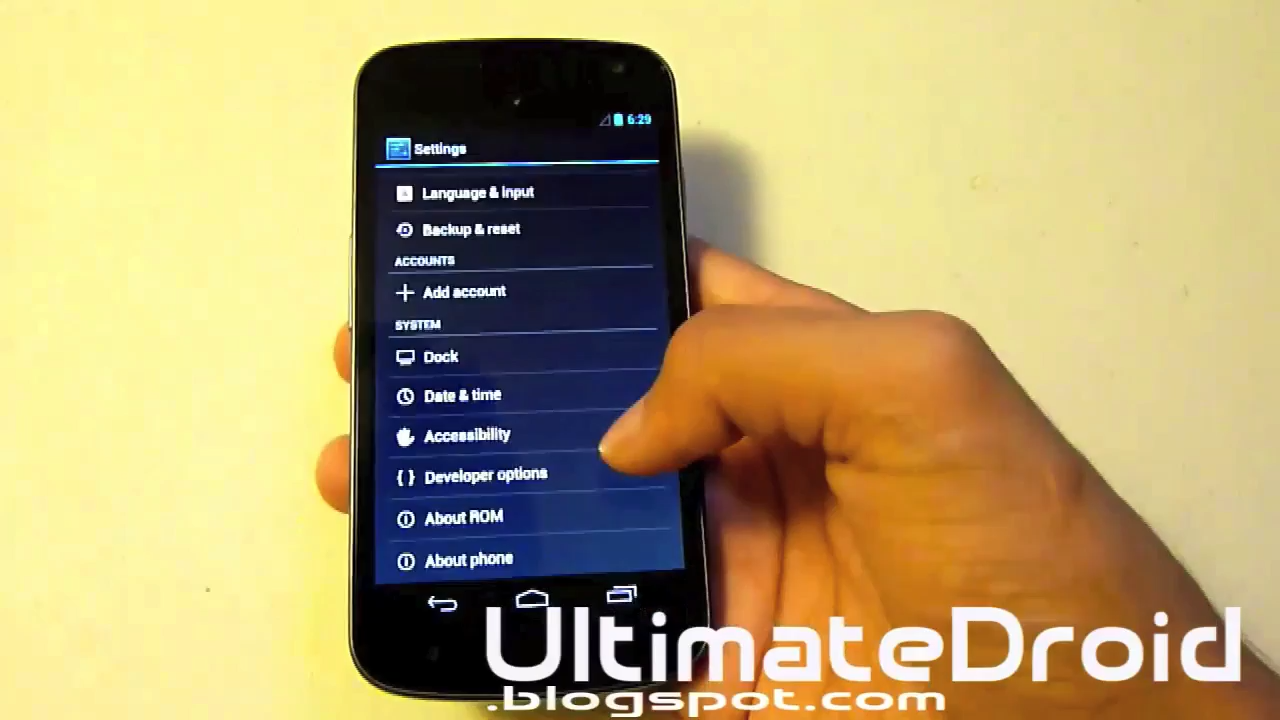 6:29
Settings
Language & input
Backup & reset
ACCOUNTS
Add account
SYSTEM
Dock
Date & time
Accessibility
{ } Developer options
About ROM
About phone
UltimateDroid
.blogspot.com